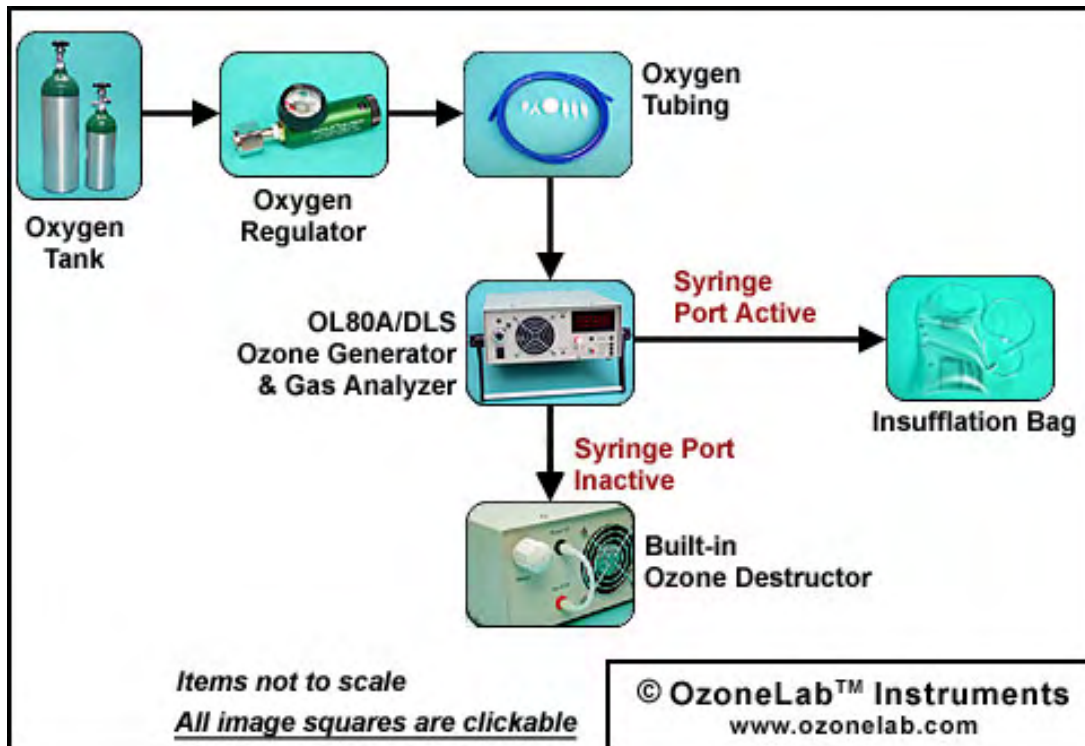 Oxygen
Tank
Oxygen
Regulator
Oxygen
Tubing
OL80A/DLS
Ozone Generator
& Gas Analyzer
Syringe
Port Active
Insufflation Bag
Syringe Port
Inactive
Built-in
Ozone Destructor
Items not to scale
All image squares are clickable
© OzoneLab™ Instruments
www.ozonelab.com